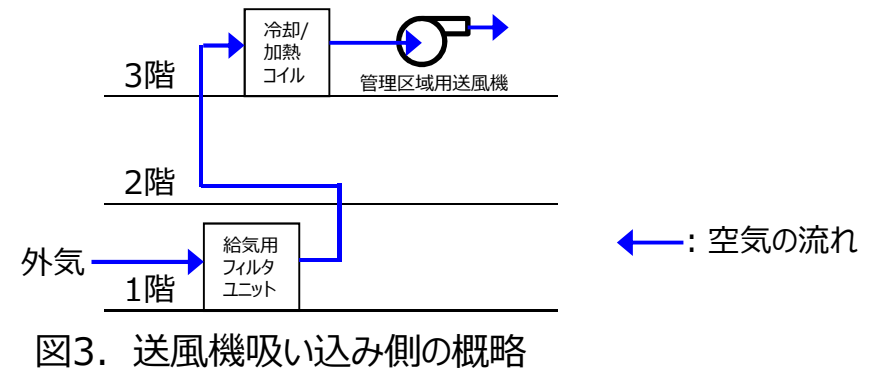 冷却/
加熱
コイル
3階
管理区域用送風機
2階
給気用
フィルタ
ユニット
外気
1階
: 空気の流れ
図3. 送風機吸い込み側の概略